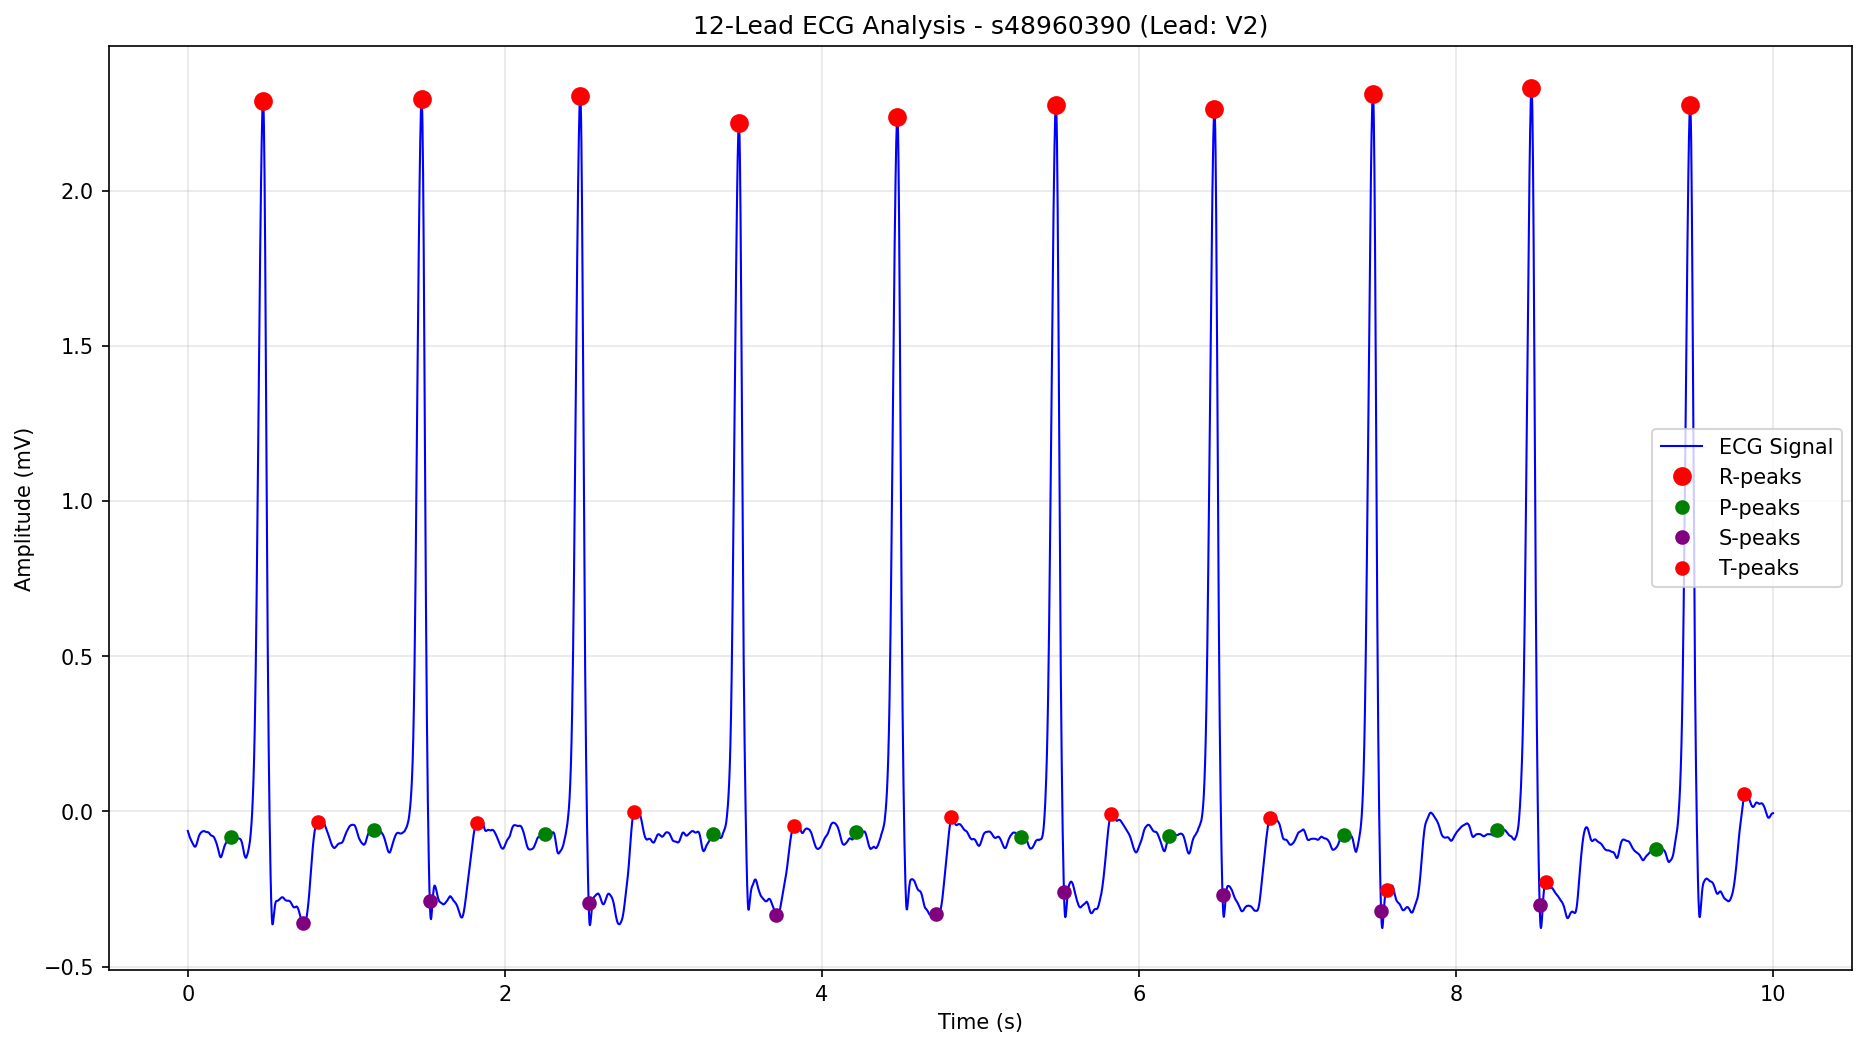 12-Lead ECG Analysis - s48960390 (Lead: V2)
Amplitude (mV)
2.0
1.5
1.0
0.5
0.0
−0.5
ECG Signal
R-peaks
P-peaks
S-peaks
T-peaks
0 2 4 6 8 10
Time (s)